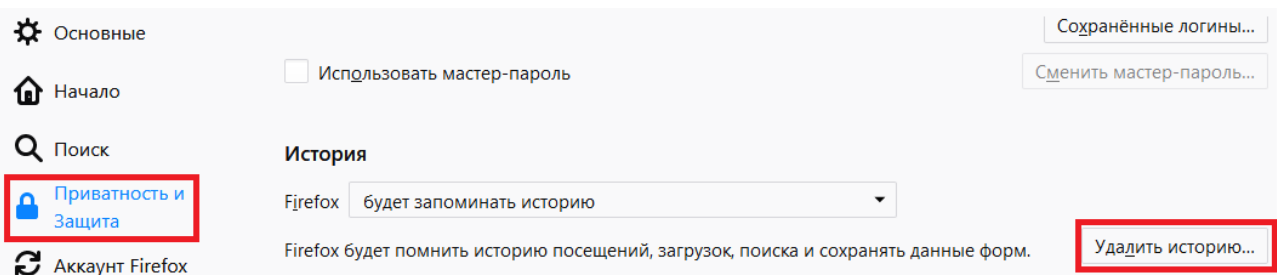 Основные
Начало
Поиск
Приватность и
Защита
Аккаунт Firefox
Сохранённые логины...
Использовать мастер-пароль
Сменить мастер-пароль...
История
Firefox будет запоминать историю
Firefox будет помнить историю посещений, загрузок, поиска и сохранять данные форм.
Удалить историю...